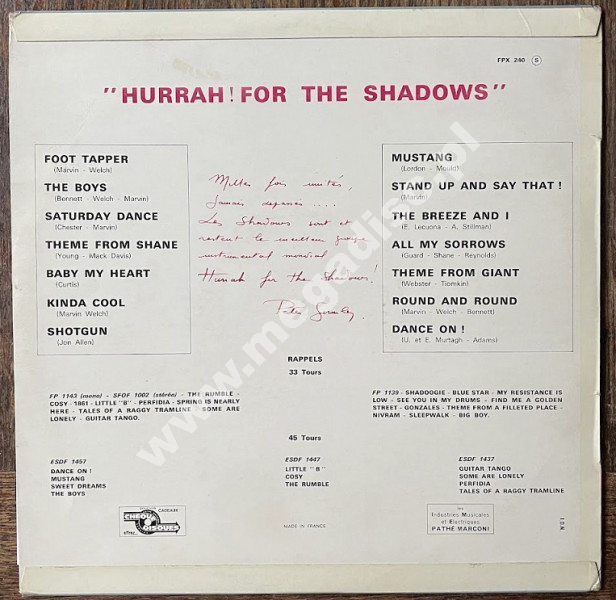 FPX 240 S
"HURRAH! FOR THE SHADOWS"
FOOT TAPPER
(Marvin - Welch)
THE BOYS
(Bennett - Welch - Marvin)
SATURDAY DANCE
(Chester - Marvin)
THEME FROM SHANE
(Young - Mack Davis)
BABY MY HEART
(Curtis)
KINDA COOL
(Marvin Welch)
SHOTGUN
(Jon Allen)
Milles fois imités,
Jamais dépassés .....
Les Shadows sont et
restent le meilleur groupe
instrumental mondial
Hurrah for the Shadows!
Peter Gormley
MUSTANG
(Lordon - Mould)
STAND UP AND SAY THAT !
(Marvin)
THE BREEZE AND I
(E. Lecuona - A. Stillman)
ALL MY SORROWS
(Guard - Shane - Reynolds)
THEME FROM GIANT
(Webster - Tiomkin)
ROUND AND ROUND
(Marvin - Welch - Bennett)
DANCE ON !
(U. et E. Murtagh - Adams)
RAPPELS
33 Tours
FP 1143 (mono) - SFOF 1002 (stéréo) - THE RUMBLE -
COSY - 1861 - LITTLE "B" - PERFIDIA - SPRING IS NEARLY
HERE - TALES OF A RAGGY TRAMLINE - SOME ARE
LONELY - GUITAR TANGO.
FP 1139 - SHADOOGIE - BLUE STAR - MY RESISTANCE IS
LOW - SEE YOU IN MY DRUMS - FIND ME A GOLDEN
STREET - GONZALES - THEME FROM A FILLETED PLACE -
NIVRAM - SLEEPWALK - BIG BOY.
45 Tours
ESDF 1457
DANCE ON !
MUSTANG
SWEET DREAMS
THE BOYS
ESDF 1447
LITTLE "B"
COSY
THE RUMBLE
ESDF 1437
GUITAR TANGO
SOME ARE LONELY
PERFIDIA
TALES OF A RAGGY TRAMLINE
CADEAUX
DISQUES
MADE IN FRANCE
les
Industries Musicales
et Electriques
PATHÉ MARCONI
www.megadisc.pl